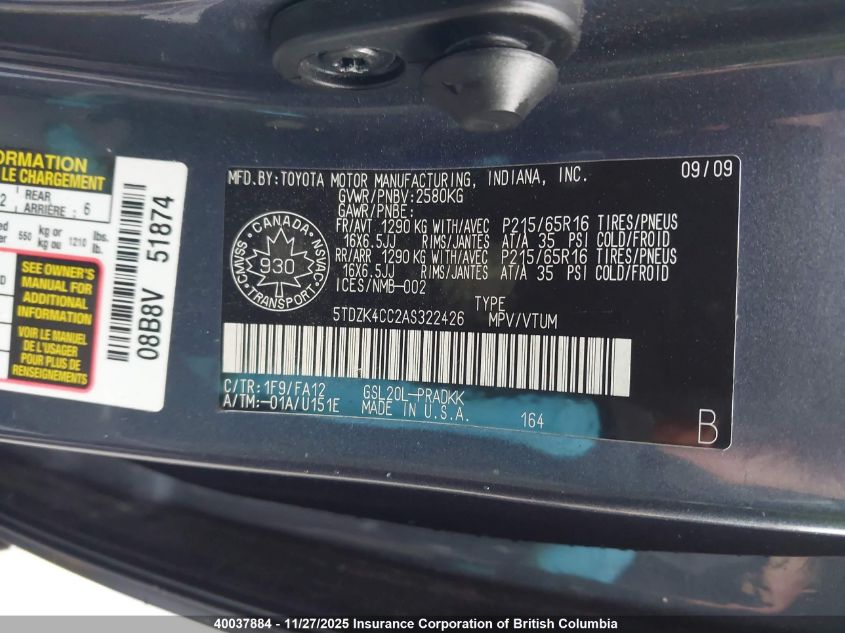 ORMATION
LE CHARGEMENT
2 REAR
ARRIÈRE : 6
550 kg or kg ou 1210 lbs. lb.
SEE OWNER'S
MANUAL FOR
ADDITIONAL
INFORMATION
VOIR LE MANUEL
DE L'USAGER
POUR PLUS DE
RENSEIGNEMENTS
08B8V 51874
MFD.BY:TOYOTA MOTOR MANUFACTURING, INDIANA, INC. 09/09
GVWR/PNBV:2580KG
GAWR/PNBE:
FR/AVT 1290 KG WITH/AVEC P215/65R16 TIRES/PNEUS
16X6.5JJ RIMS/JANTES AT/A 35 PSI COLD/FROID
RR/ARR 1290 KG WITH/AVEC P215/65R16 TIRES/PNEUS
16X6.5JJ RIMS/JANTES AT/A 35 PSI COLD/FROID
ICES/NMB-002
CANADA
CMVSS 930 NSVAC
TRANSPORT
TYPE
5TDZK4CC2AS322426 MPV/VTUM
C/TR:1F9/FA12 GSL20L-PRADKK
A/TM:-01A/U151E MADE IN U.S.A. 164
B
40037884 - 11/27/2025 Insurance Corporation of British Columbia